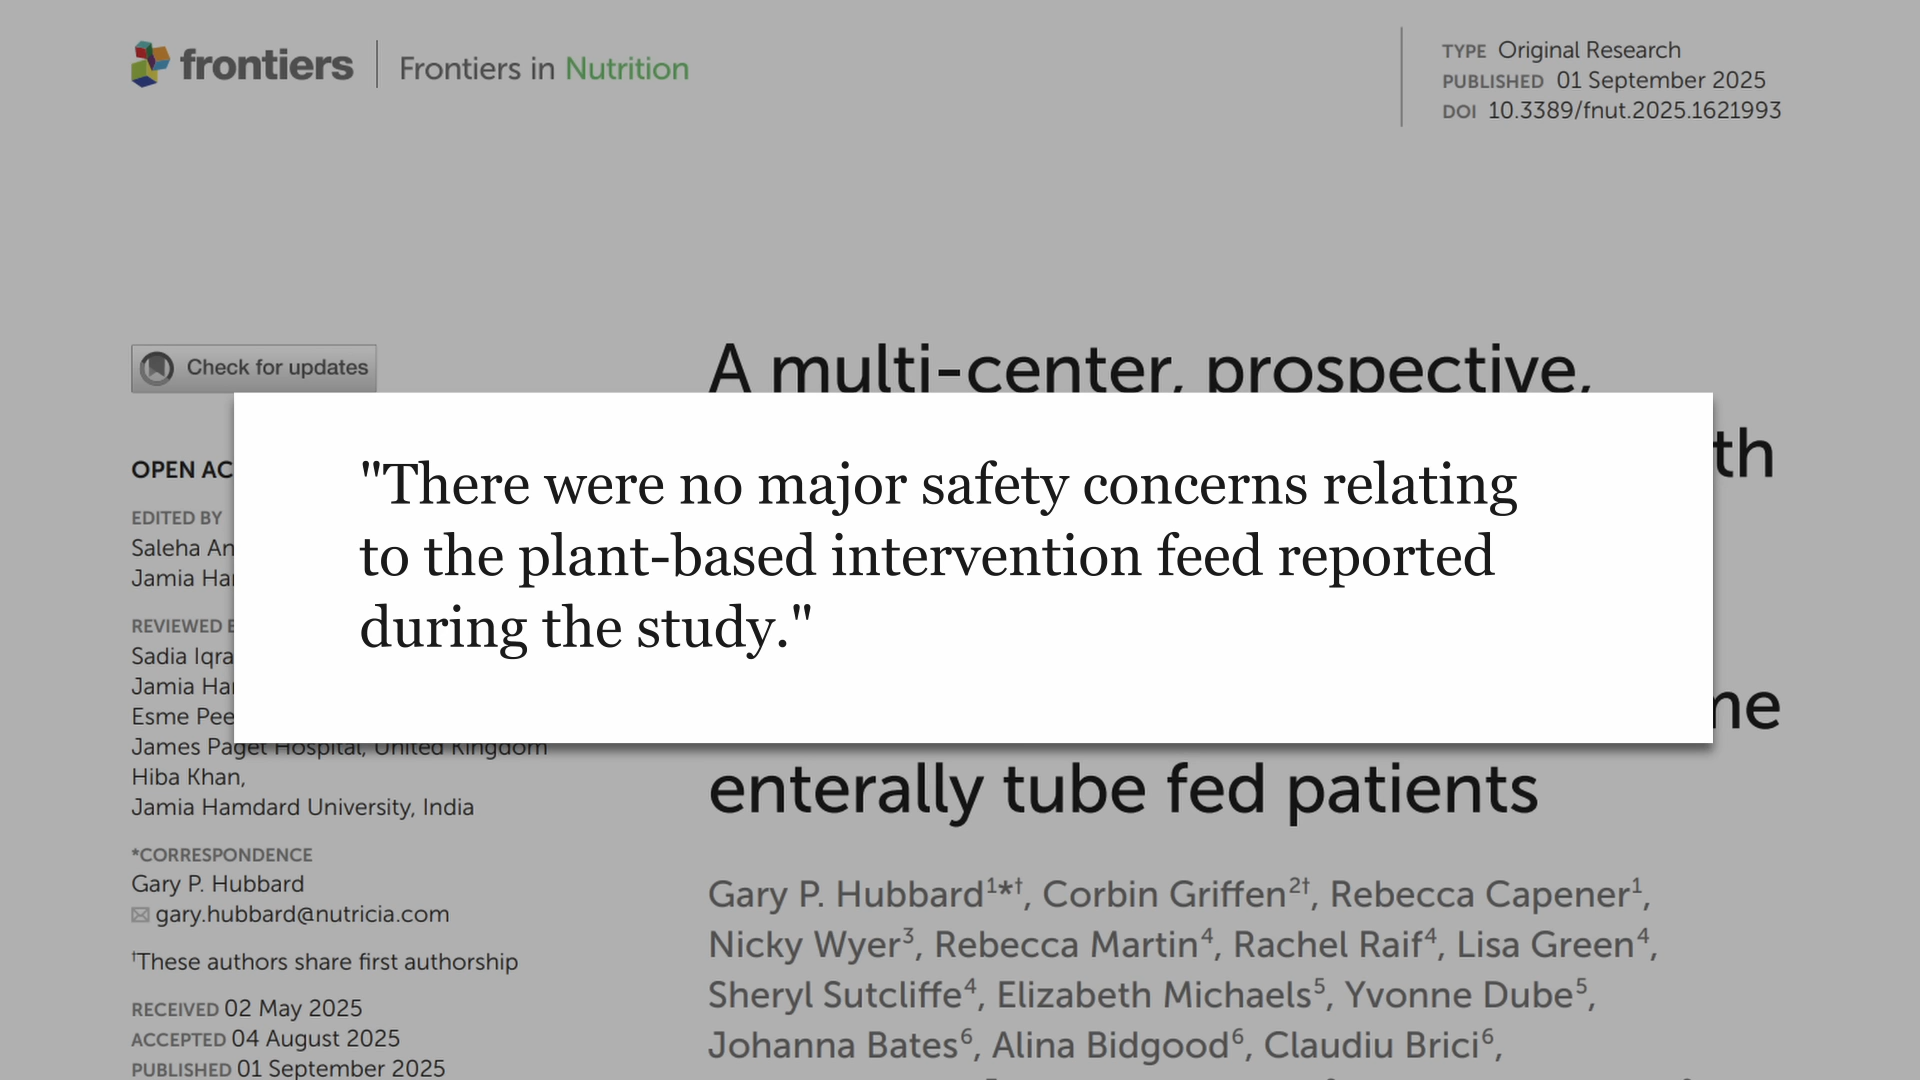 frontiers | Frontiers in Nutrition
TYPE Original Research
PUBLISHED 01 September 2025
DOI 10.3389/fnut.2025.1621993
Check for updates
OPEN AC
EDITED BY
Saleha An
Jamia Ha
REVIEWED
Sadia Iqra
Jamia Ha
Esme Pee
James Paget Hospital, United Kingdom
Hiba Khan,
Jamia Hamdard University, India
*CORRESPONDENCE
Gary P. Hubbard
gary.hubbard@nutricia.com
†These authors share first authorship
RECEIVED 02 May 2025
ACCEPTED 04 August 2025
PUBLISHED 01 September 2025
A multi-center, prospective,
th
"There were no major safety concerns relating
to the plant-based intervention feed reported
during the study."
me
enterally tube fed patients
Gary P. Hubbard¹*†, Corbin Griffen²†, Rebecca Capener¹,
Nicky Wyer³, Rebecca Martin⁴, Rachel Raif⁴, Lisa Green⁴,
Sheryl Sutcliffe⁴, Elizabeth Michaels⁵, Yvonne Dube⁵,
Johanna Bates⁶, Alina Bidgood⁶, Claudiu Brici⁶,